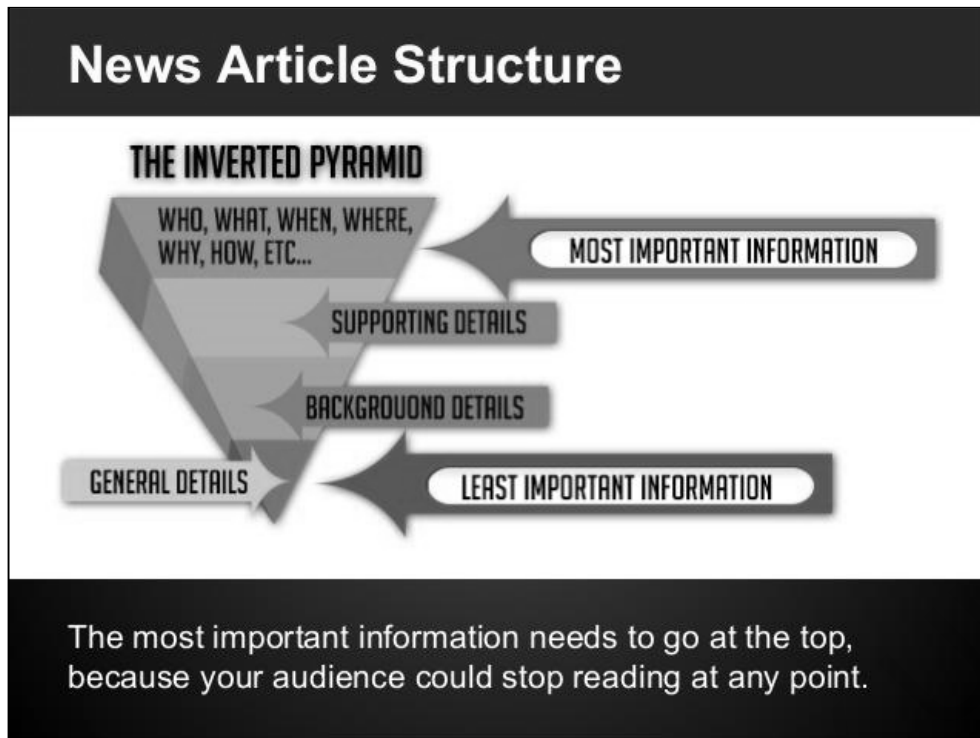 News Article Structure
THE INVERTED PYRAMID
WHO, WHAT, WHEN, WHERE,
WHY, HOW, ETC...
MOST IMPORTANT INFORMATION
SUPPORTING DETAILS
BACKGROUOND DETAILS
GENERAL DETAILS
LEAST IMPORTANT INFORMATION
The most important information needs to go at the top,
because your audience could stop reading at any point.